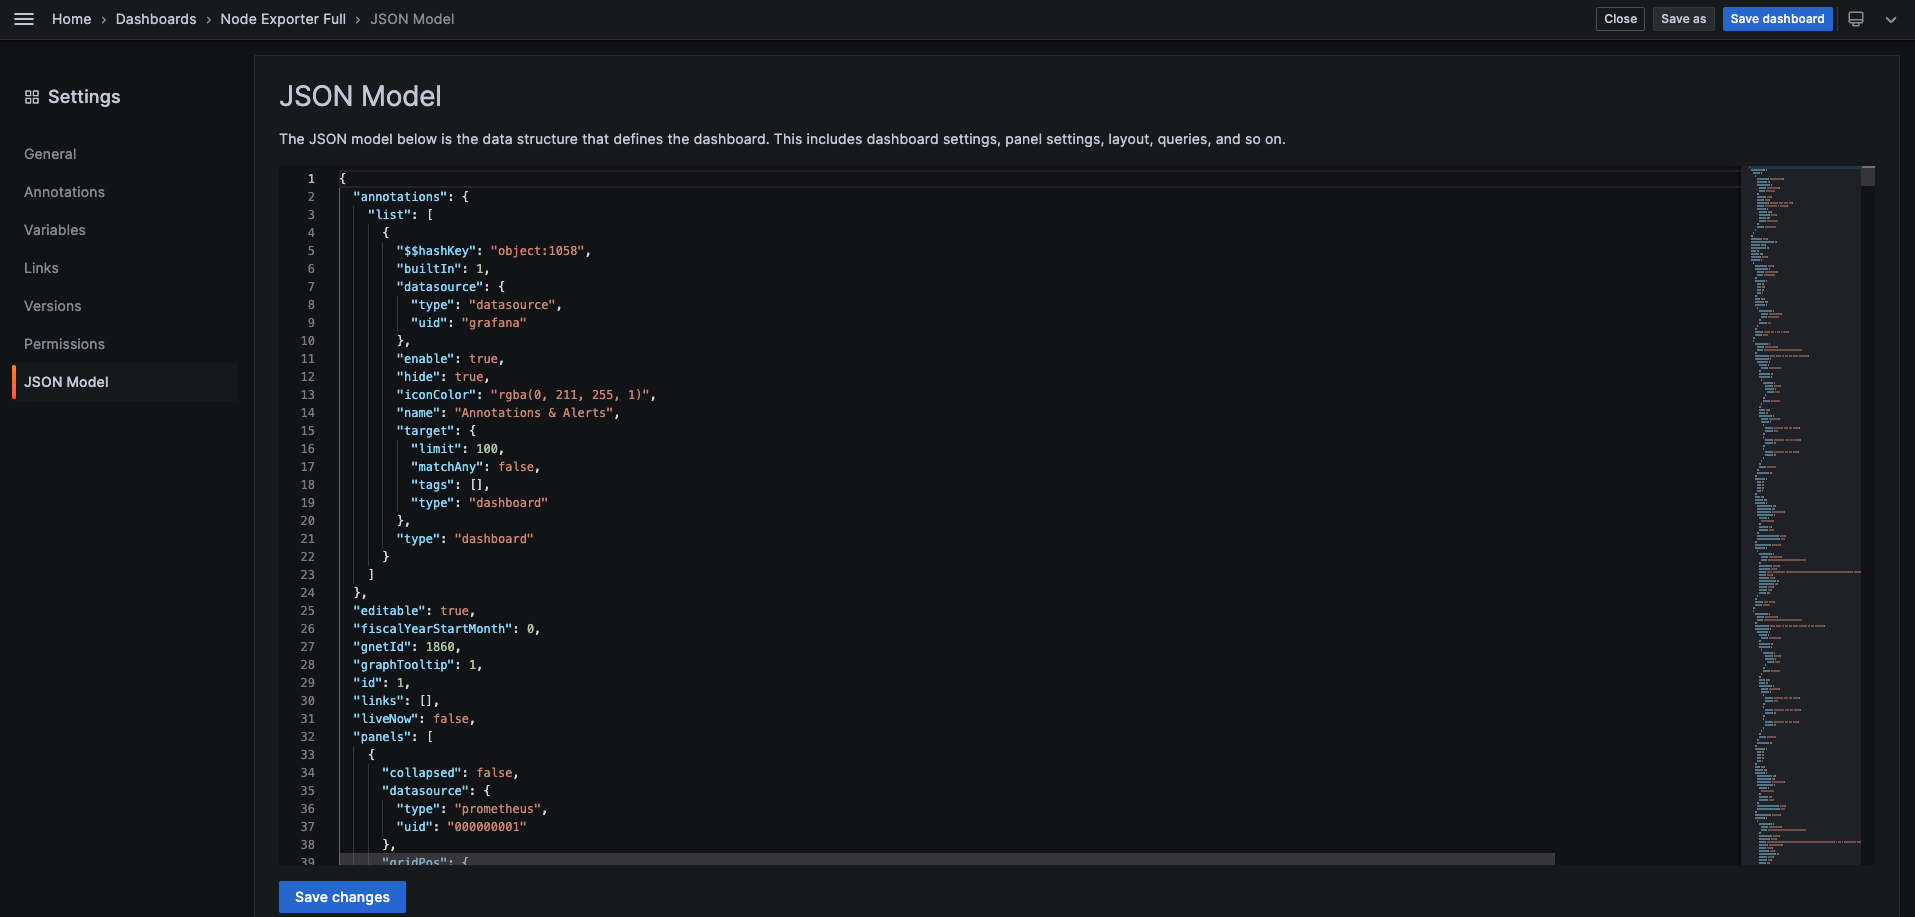 Home › Dashboards › Node Exporter Full › JSON Model
Close
Save as
Save dashboard
Settings
General
Annotations
Variables
Links
Versions
Permissions
JSON Model
JSON Model
The JSON model below is the data structure that defines the dashboard. This includes dashboard settings, panel settings, layout, queries, and so on.
1 {
2 "annotations": {
3 "list": [
4 {
5 "$$hashKey": "object:1058",
6 "builtIn": 1,
7 "datasource": {
8 "type": "datasource",
9 "uid": "grafana"
10 },
11 "enable": true,
12 "hide": true,
13 "iconColor": "rgba(0, 211, 255, 1)",
14 "name": "Annotations & Alerts",
15 "target": {
16 "limit": 100,
17 "matchAny": false,
18 "tags": [],
19 "type": "dashboard"
20 },
21 "type": "dashboard"
22 }
23 ]
24 },
25 "editable": true,
26 "fiscalYearStartMonth": 0,
27 "gnetId": 1860,
28 "graphTooltip": 1,
29 "id": 1,
30 "links": [],
31 "liveNow": false,
32 "panels": [
33 {
34 "collapsed": false,
35 "datasource": {
36 "type": "prometheus",
37 "uid": "000000001"
38 },
39 "gridPos": {
Save changes